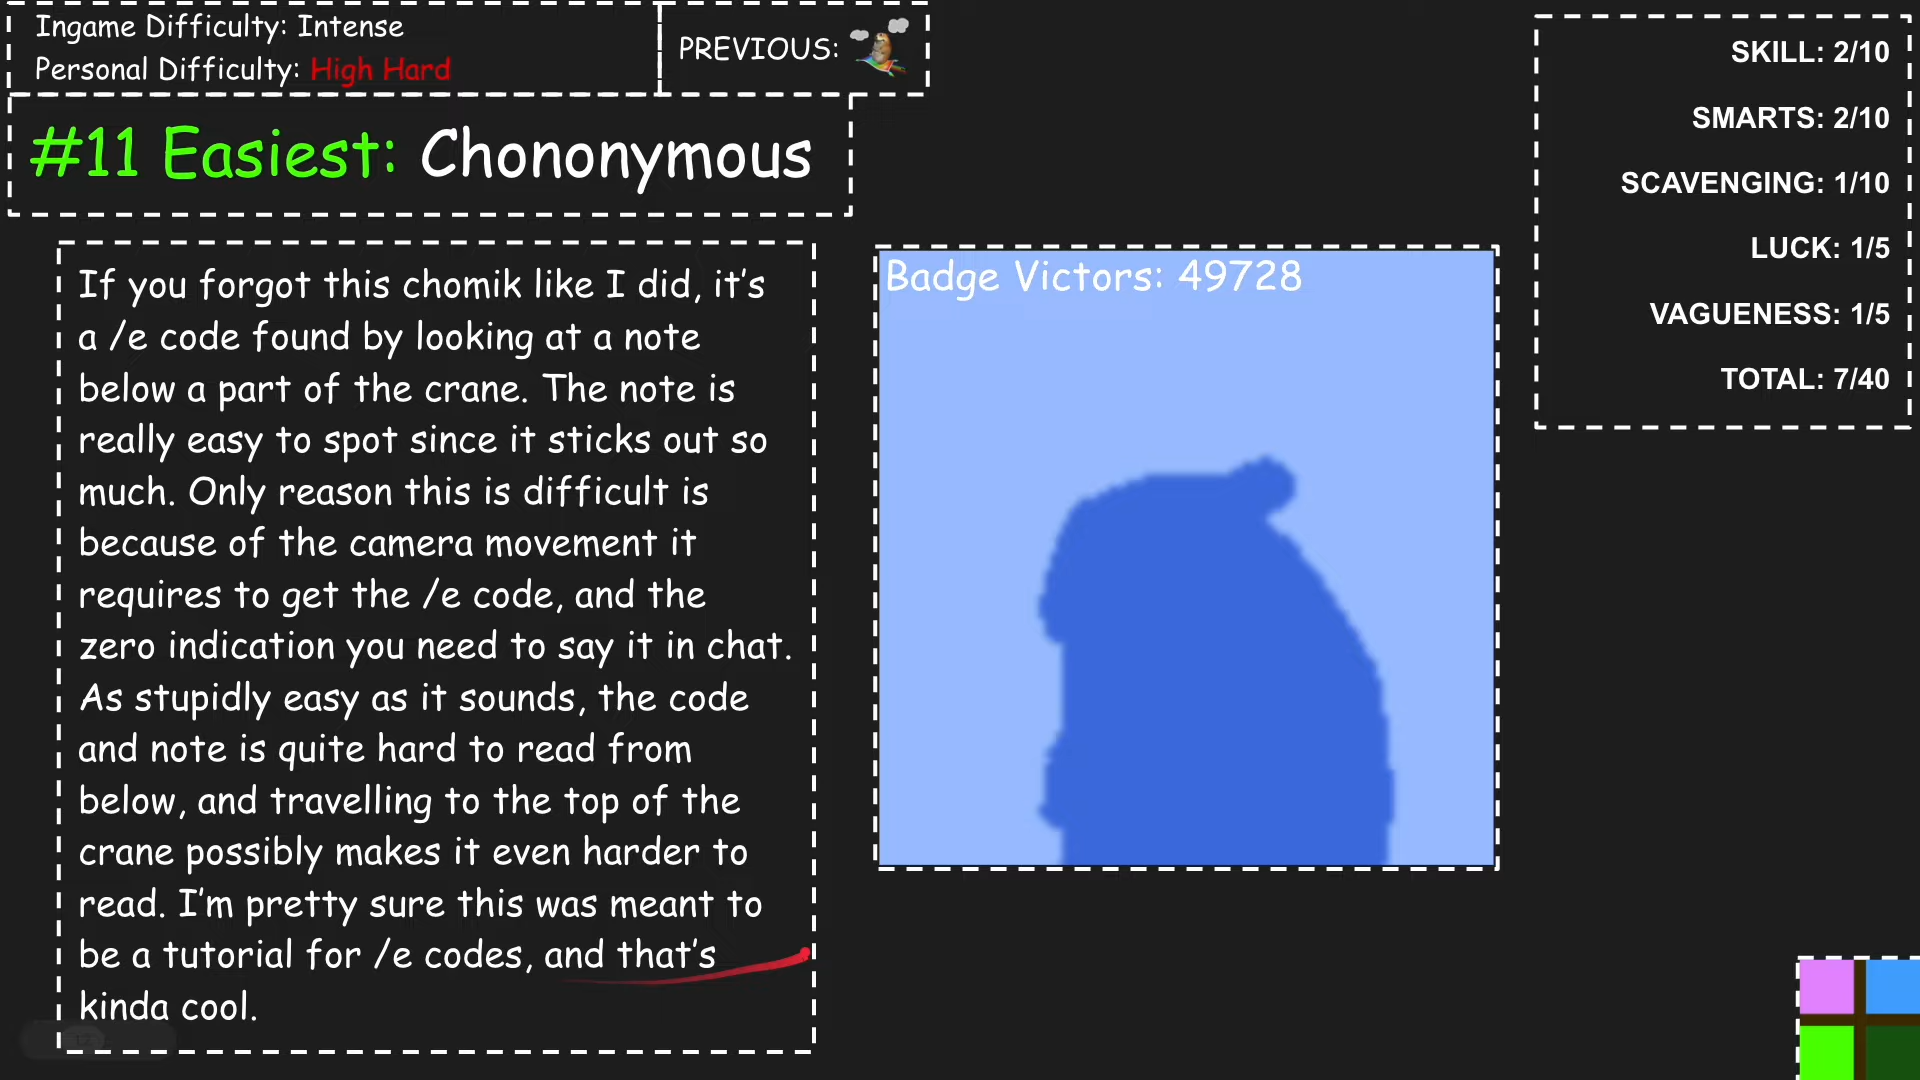 Ingame Difficulty: Intense
Personal Difficulty: High Hard
PREVIOUS:
#11 Easiest: Chononymous
If you forgot this chomik like I did, it's
a /e code found by looking at a note
below a part of the crane. The note is
really easy to spot since it sticks out so
much. Only reason this is difficult is
because of the camera movement it
requires to get the /e code, and the
zero indication you need to say it in chat.
As stupidly easy as it sounds, the code
and note is quite hard to read from
below, and travelling to the top of the
crane possibly makes it even harder to
read. I'm pretty sure this was meant to
be a tutorial for /e codes, and that's
kinda cool.
Badge Victors: 49728
SKILL: 2/10
SMARTS: 2/10
SCAVENGING: 1/10
LUCK: 1/5
VAGUENESS: 1/5
TOTAL: 7/40